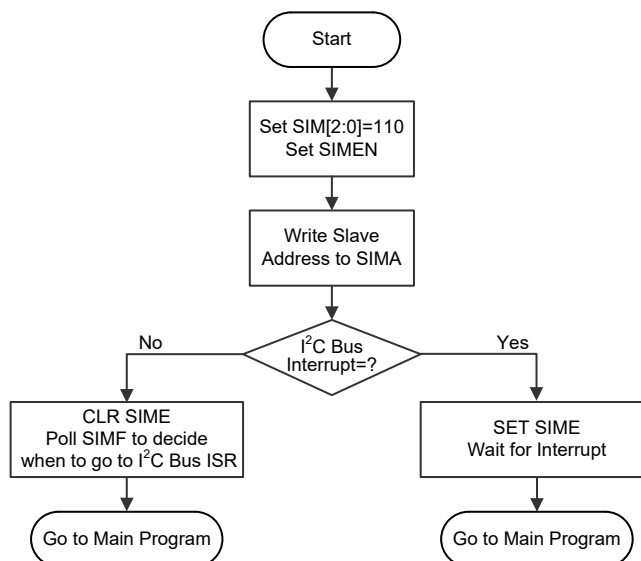 Start
Set SIM[2:0]=110
Set SIMEN
Write Slave
Address to SIMA
I²C Bus
Interrupt=?
No
Yes
CLR SIME
Poll SIMF to decide
when to go to I²C Bus ISR
SET SIME
Wait for Interrupt
Go to Main Program
Go to Main Program